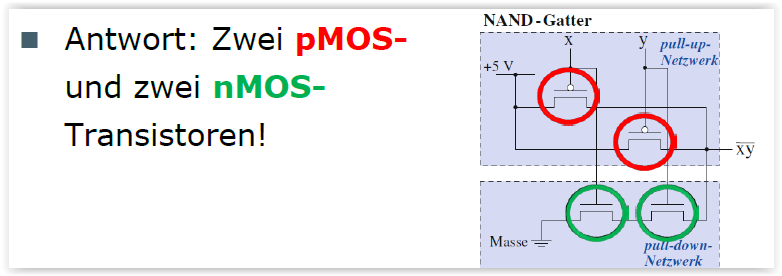 Antwort: Zwei pMOS-
und zwei nMOS-
Transistoren!
NAND-Gatter
x
y
pull-up-
Netzwerk
+5 V
xy
Masse
pull-down-
Netzwerk